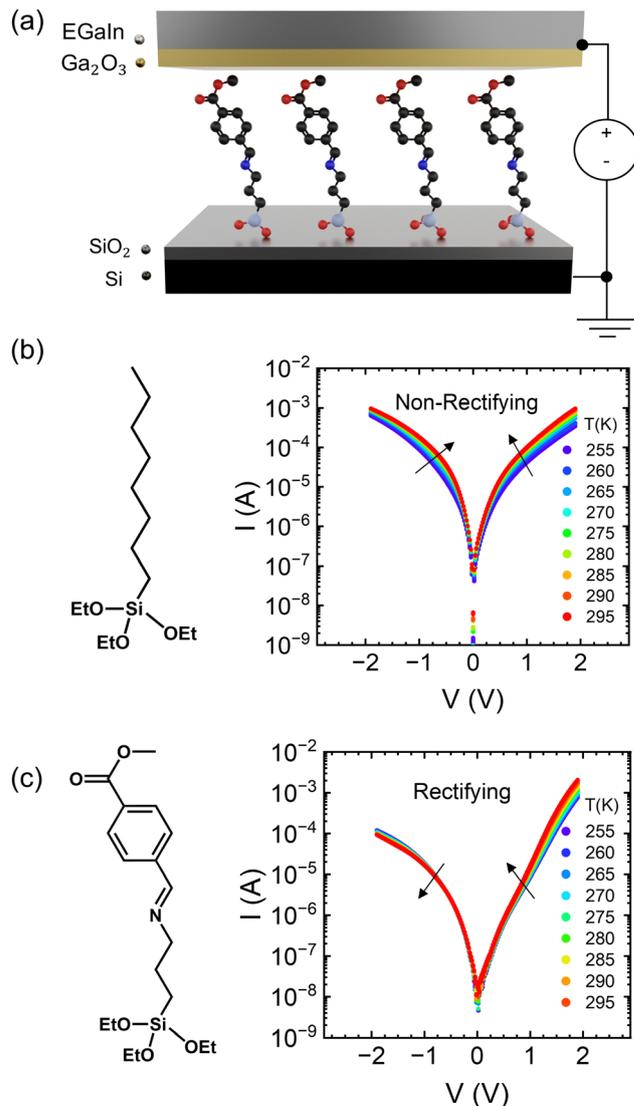 (a)
EGaIn
Ga₂O₃
+
-
SiO₂
Si
(b)
EtO Si
EtO OEt
10⁻²
10⁻³
10⁻⁴
10⁻⁵
10⁻⁶
10⁻⁷
10⁻⁸
10⁻⁹
I (A)
Non-Rectifying
T(K)
255
260
265
270
275
280
285
290
295
−2 −1 0 1 2
V (V)
(c)
O
O
N
EtO Si
EtO OEt
10⁻²
10⁻³
10⁻⁴
10⁻⁵
10⁻⁶
10⁻⁷
10⁻⁸
10⁻⁹
I (A)
Rectifying
T(K)
255
260
265
270
275
280
285
290
295
−2 −1 0 1 2
V (V)